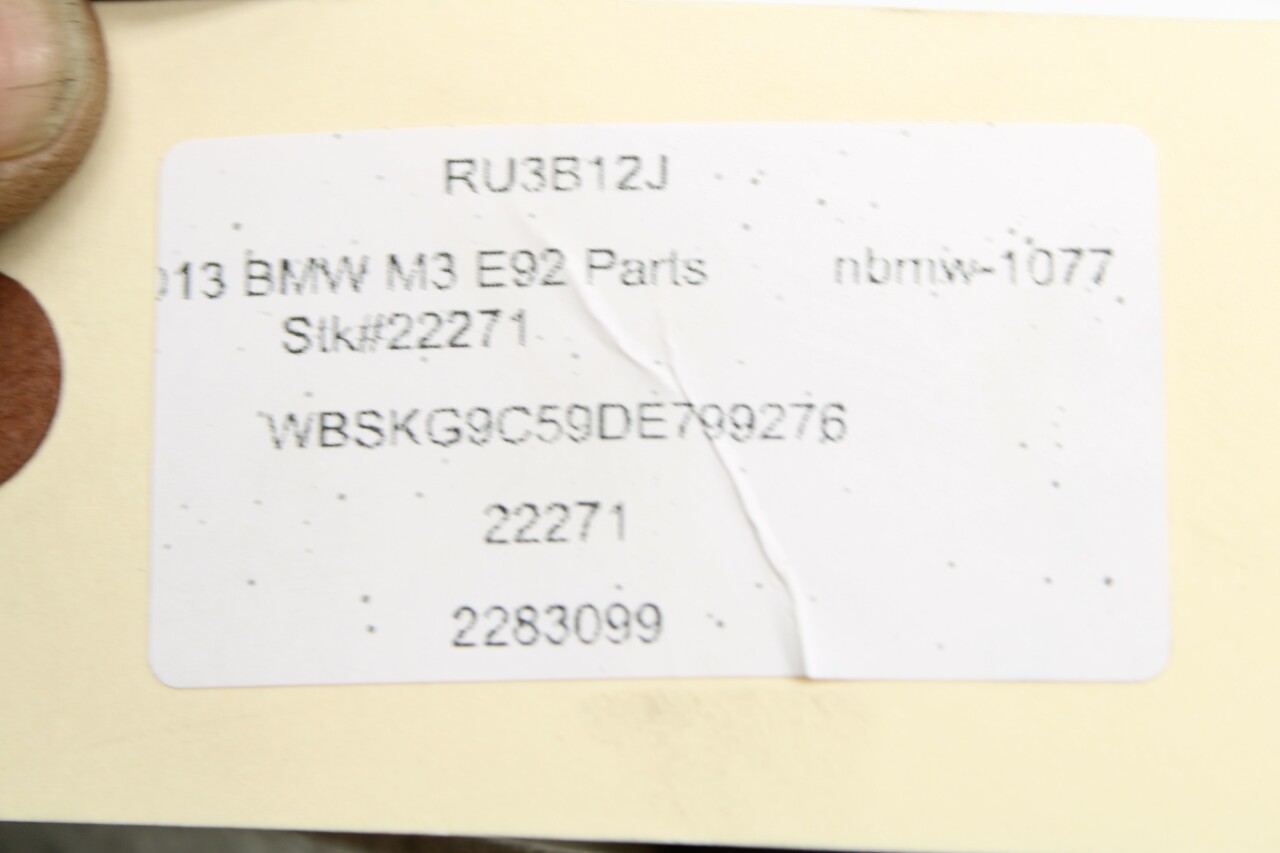 RU3B12J
013 BMW M3 E92 Parts nbmw-1077
Stk#22271
WBSKG9C59DE799276
22271
2283099